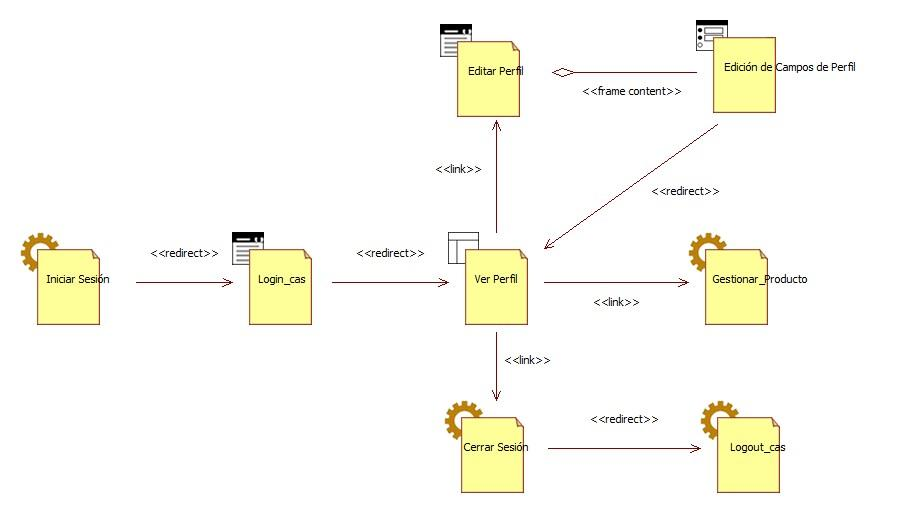 Editar Perfil
Edición de Campos de Perfil
<<frame content>>
<<link>>
<<redirect>>
<<redirect>>
<<redirect>>
Iniciar Sesión
Login_cas
Ver Perfil
Gestionar_Producto
<<link>>
<<link>>
<<redirect>>
Cerrar Sesión
Logout_cas